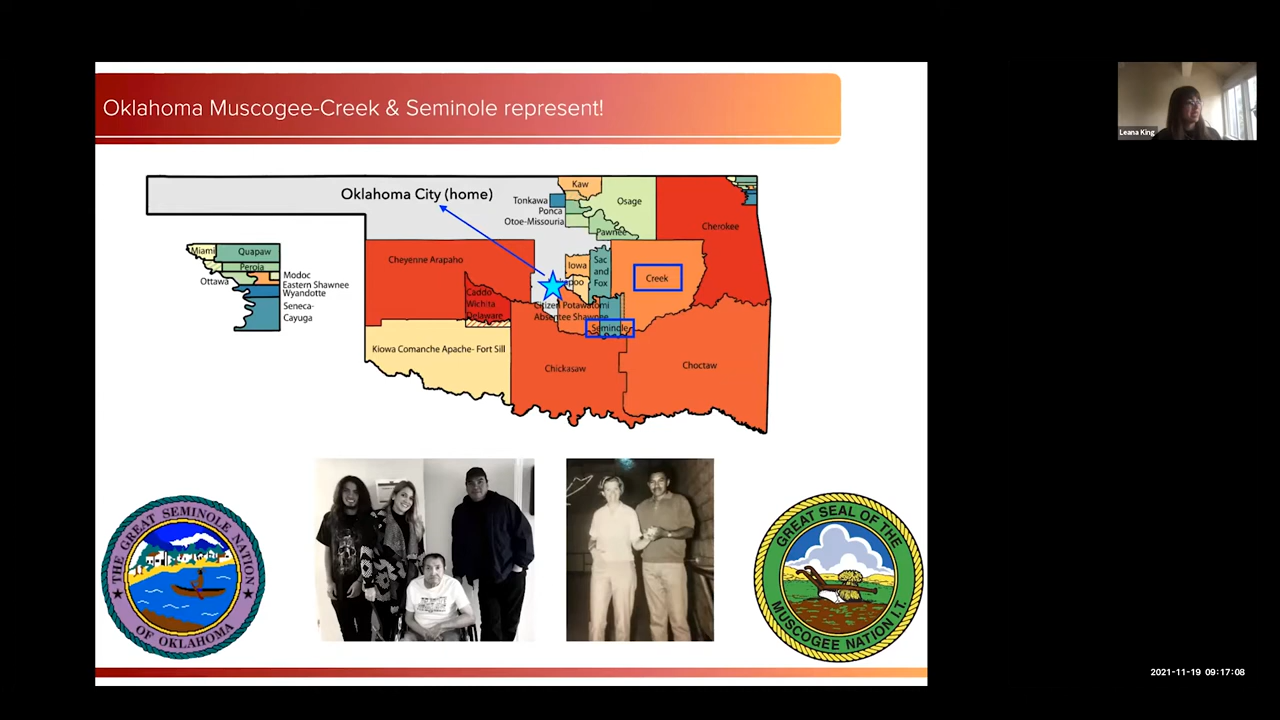 Oklahoma Muscogee-Creek & Seminole represent!
Leana King
Oklahoma City (home)
Tonkawa
Kaw
Osage
Ponca
Otoe-Missouria
Pawnee
Cherokee
Miami
Quapaw
Peroia
Ottawa
Modoc
Eastern Shawnee
Wyandotte
Seneca-
Cayuga
Cheyenne Arapaho
Iowa
Sac
and
Fox
Creek
Caddo
Wichita
Delaware
Citizen Potawatomi
Absentee Shawnee
Seminole
Kiowa Comanche Apache- Fort Sill
Chickasaw
Choctaw
THE GREAT SEMINOLE NATION
OF OKLAHOMA
GREAT SEAL OF THE
MUSCOGEE NATION I.T.
2021-11-19 09:17:08